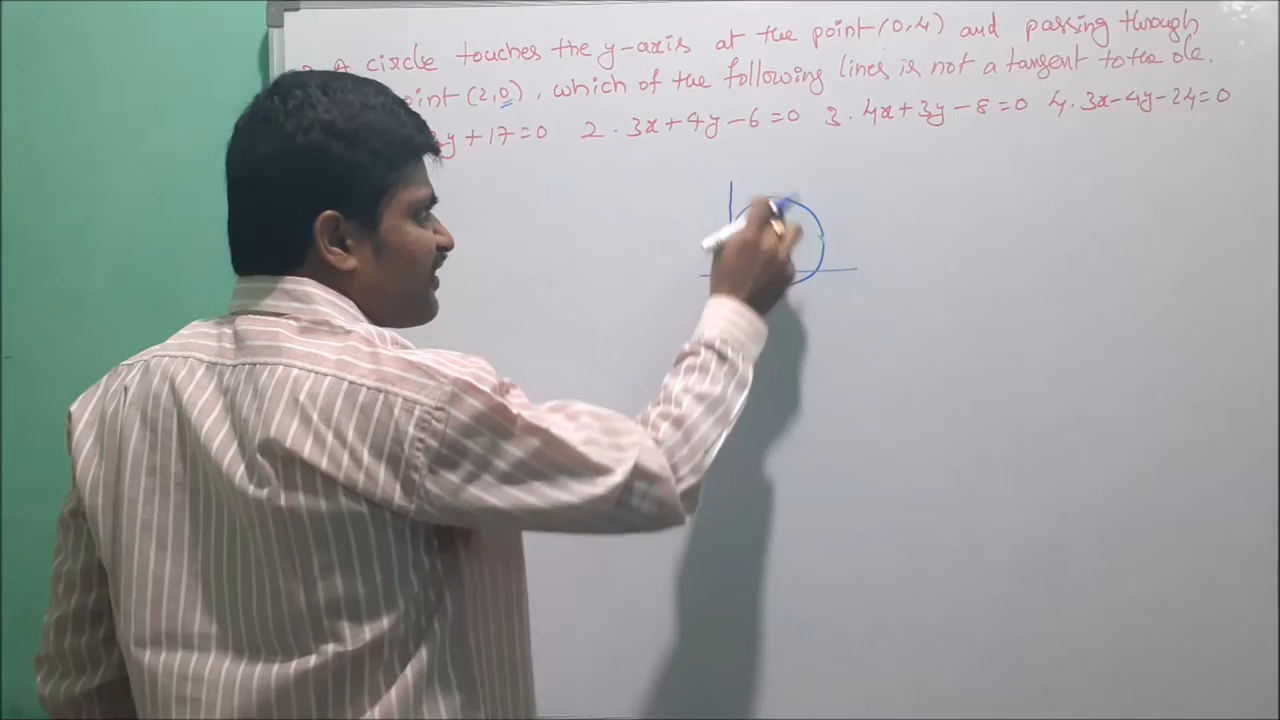 A circle touches the y-axis at the point (0,4) and passing through
oint (2,0), which of the following lines is not a tangent to the ole.
y+17=0 2. 3x+4y-6=0 3. 4x+3y-8=0 4. 3x-4y-24=0